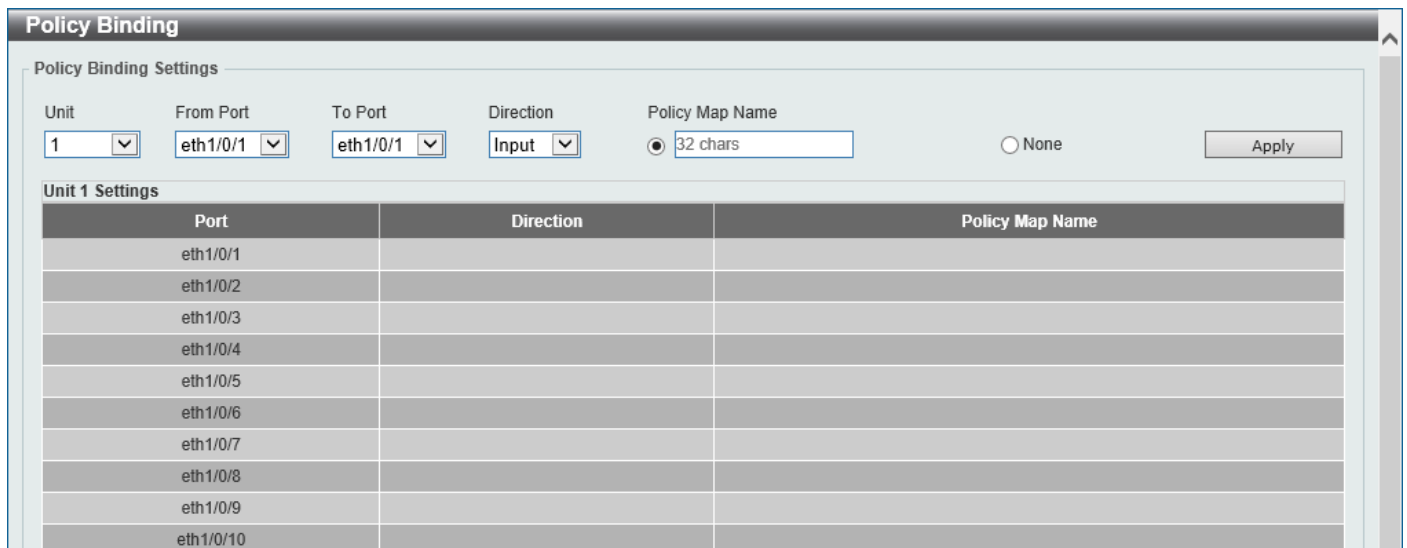 Policy Binding
Policy Binding Settings
Unit From Port To Port Direction Policy Map Name
1 eth1/0/1 eth1/0/1 Input 32 chars None Apply
Unit 1 Settings
Port Direction Policy Map Name
eth1/0/1
eth1/0/2
eth1/0/3
eth1/0/4
eth1/0/5
eth1/0/6
eth1/0/7
eth1/0/8
eth1/0/9
eth1/0/10